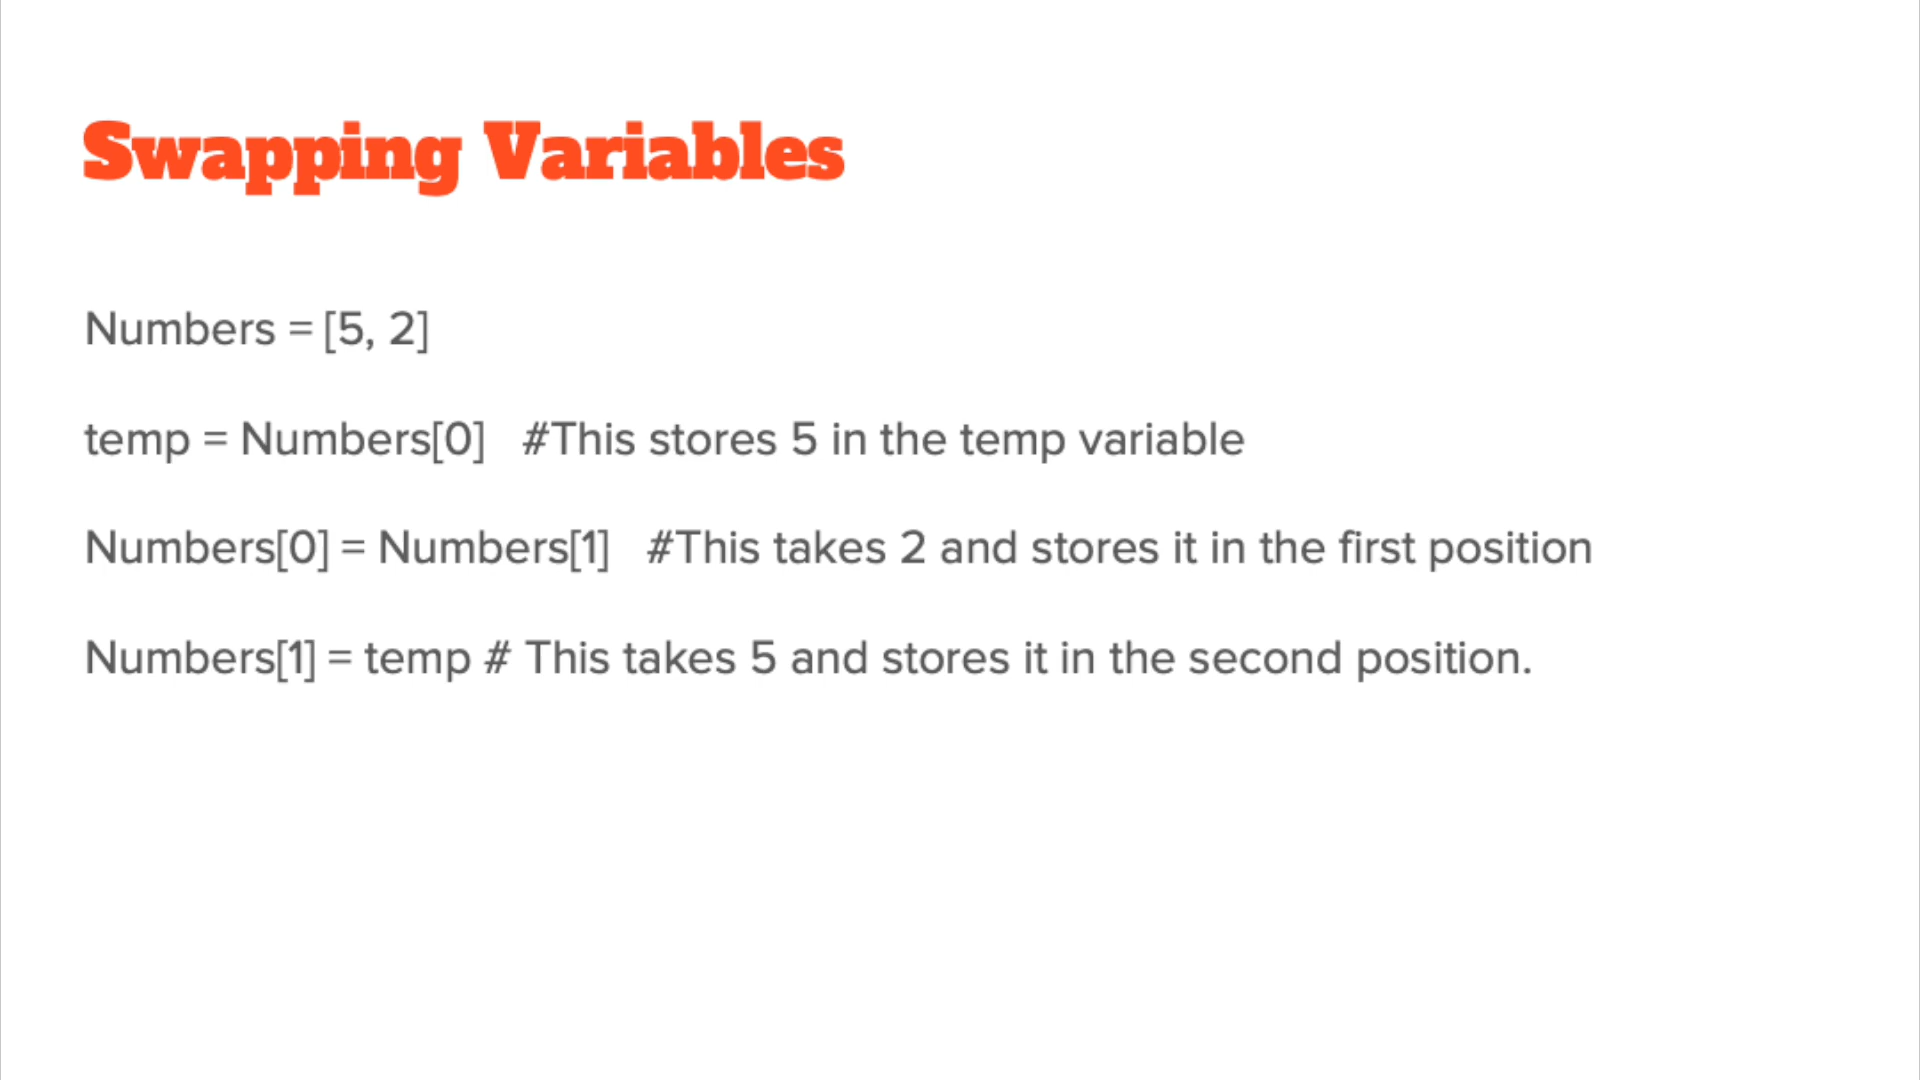 Swapping Variables
Numbers = [5, 2]
temp = Numbers[0]   #This stores 5 in the temp variable
Numbers[0] = Numbers[1]   #This takes 2 and stores it in the first position
Numbers[1] = temp # This takes 5 and stores it in the second position.